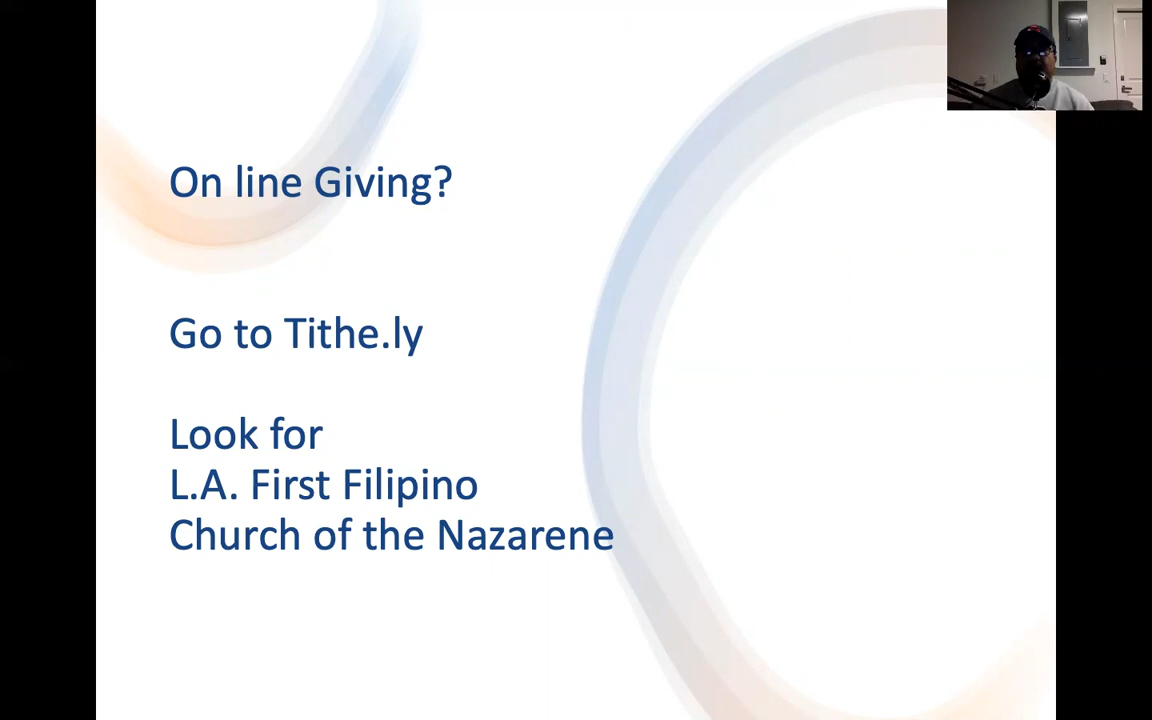 On line Giving?
Go to Tithe.ly
Look for
L.A. First Filipino
Church of the Nazarene